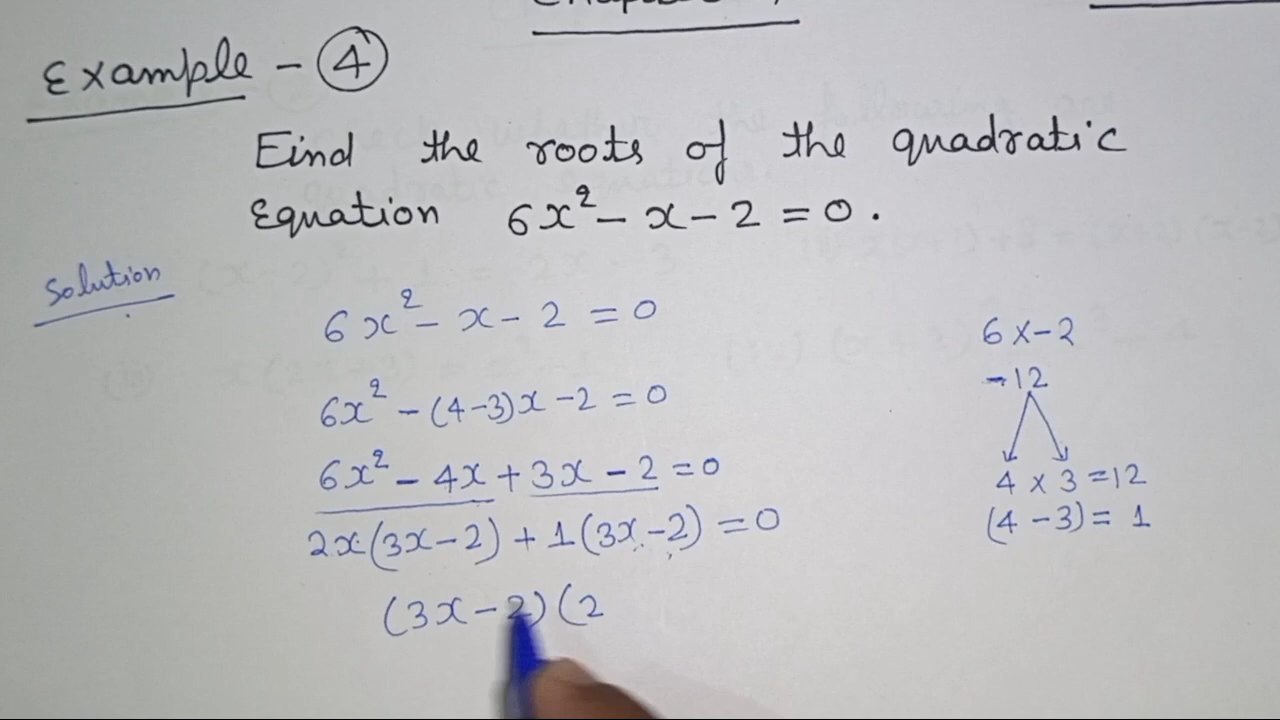 Example - 4
Eind the roots of the quadratic
Equation 6x² - x - 2 = 0.
Solution
6x² - x - 2 = 0
6x² - (4-3)x - 2 = 0
6x² - 4x + 3x - 2 = 0
2x(3x-2) + 1(3x-2) = 0
(3x-2)(2
6x-2
-12
4 x 3 = 12
(4 - 3) = 1